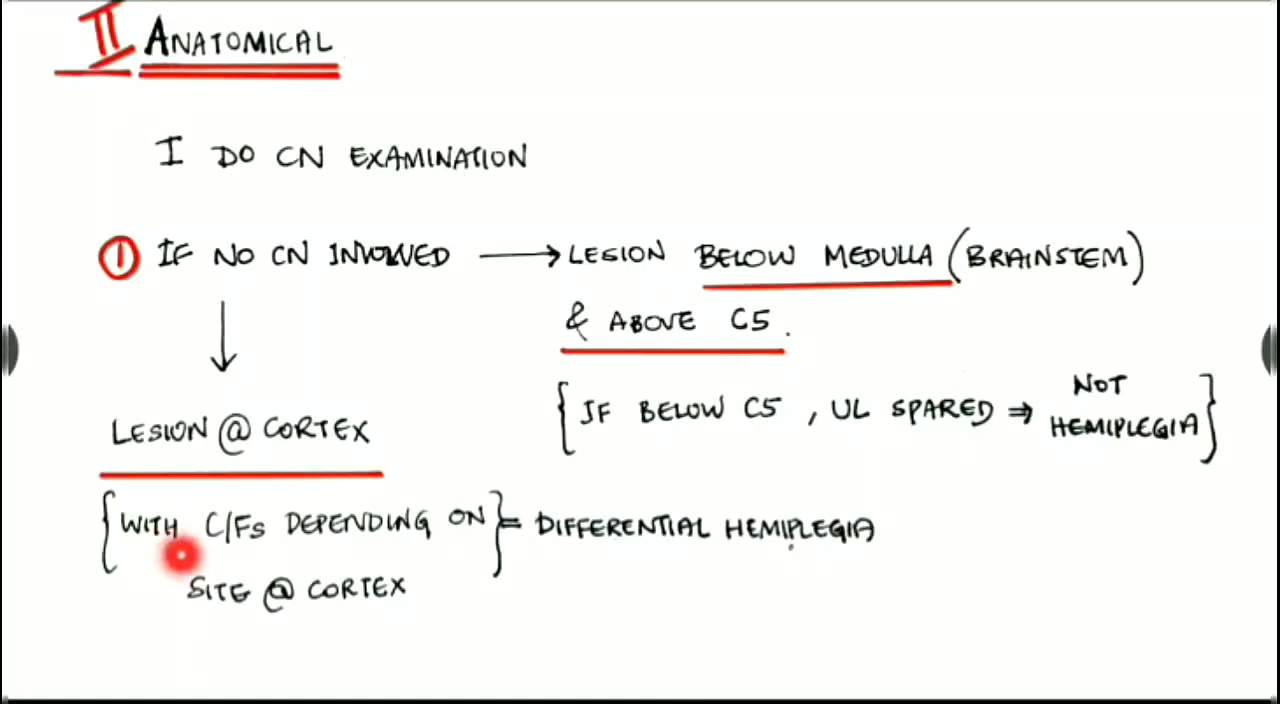 II ANATOMICAL
I DO CN EXAMINATION
① IF NO CN INVOLVED → LESION BELOW MEDULLA (BRAINSTEM)
& ABOVE C5.
{IF BELOW C5, UL SPARED ⇒ NOT HEMIPLEGIA}
↓
LESION @ CORTEX
{WITH C/Fs DEPENDING ON SITE @ CORTEX} = DIFFERENTIAL HEMIPLEGIA